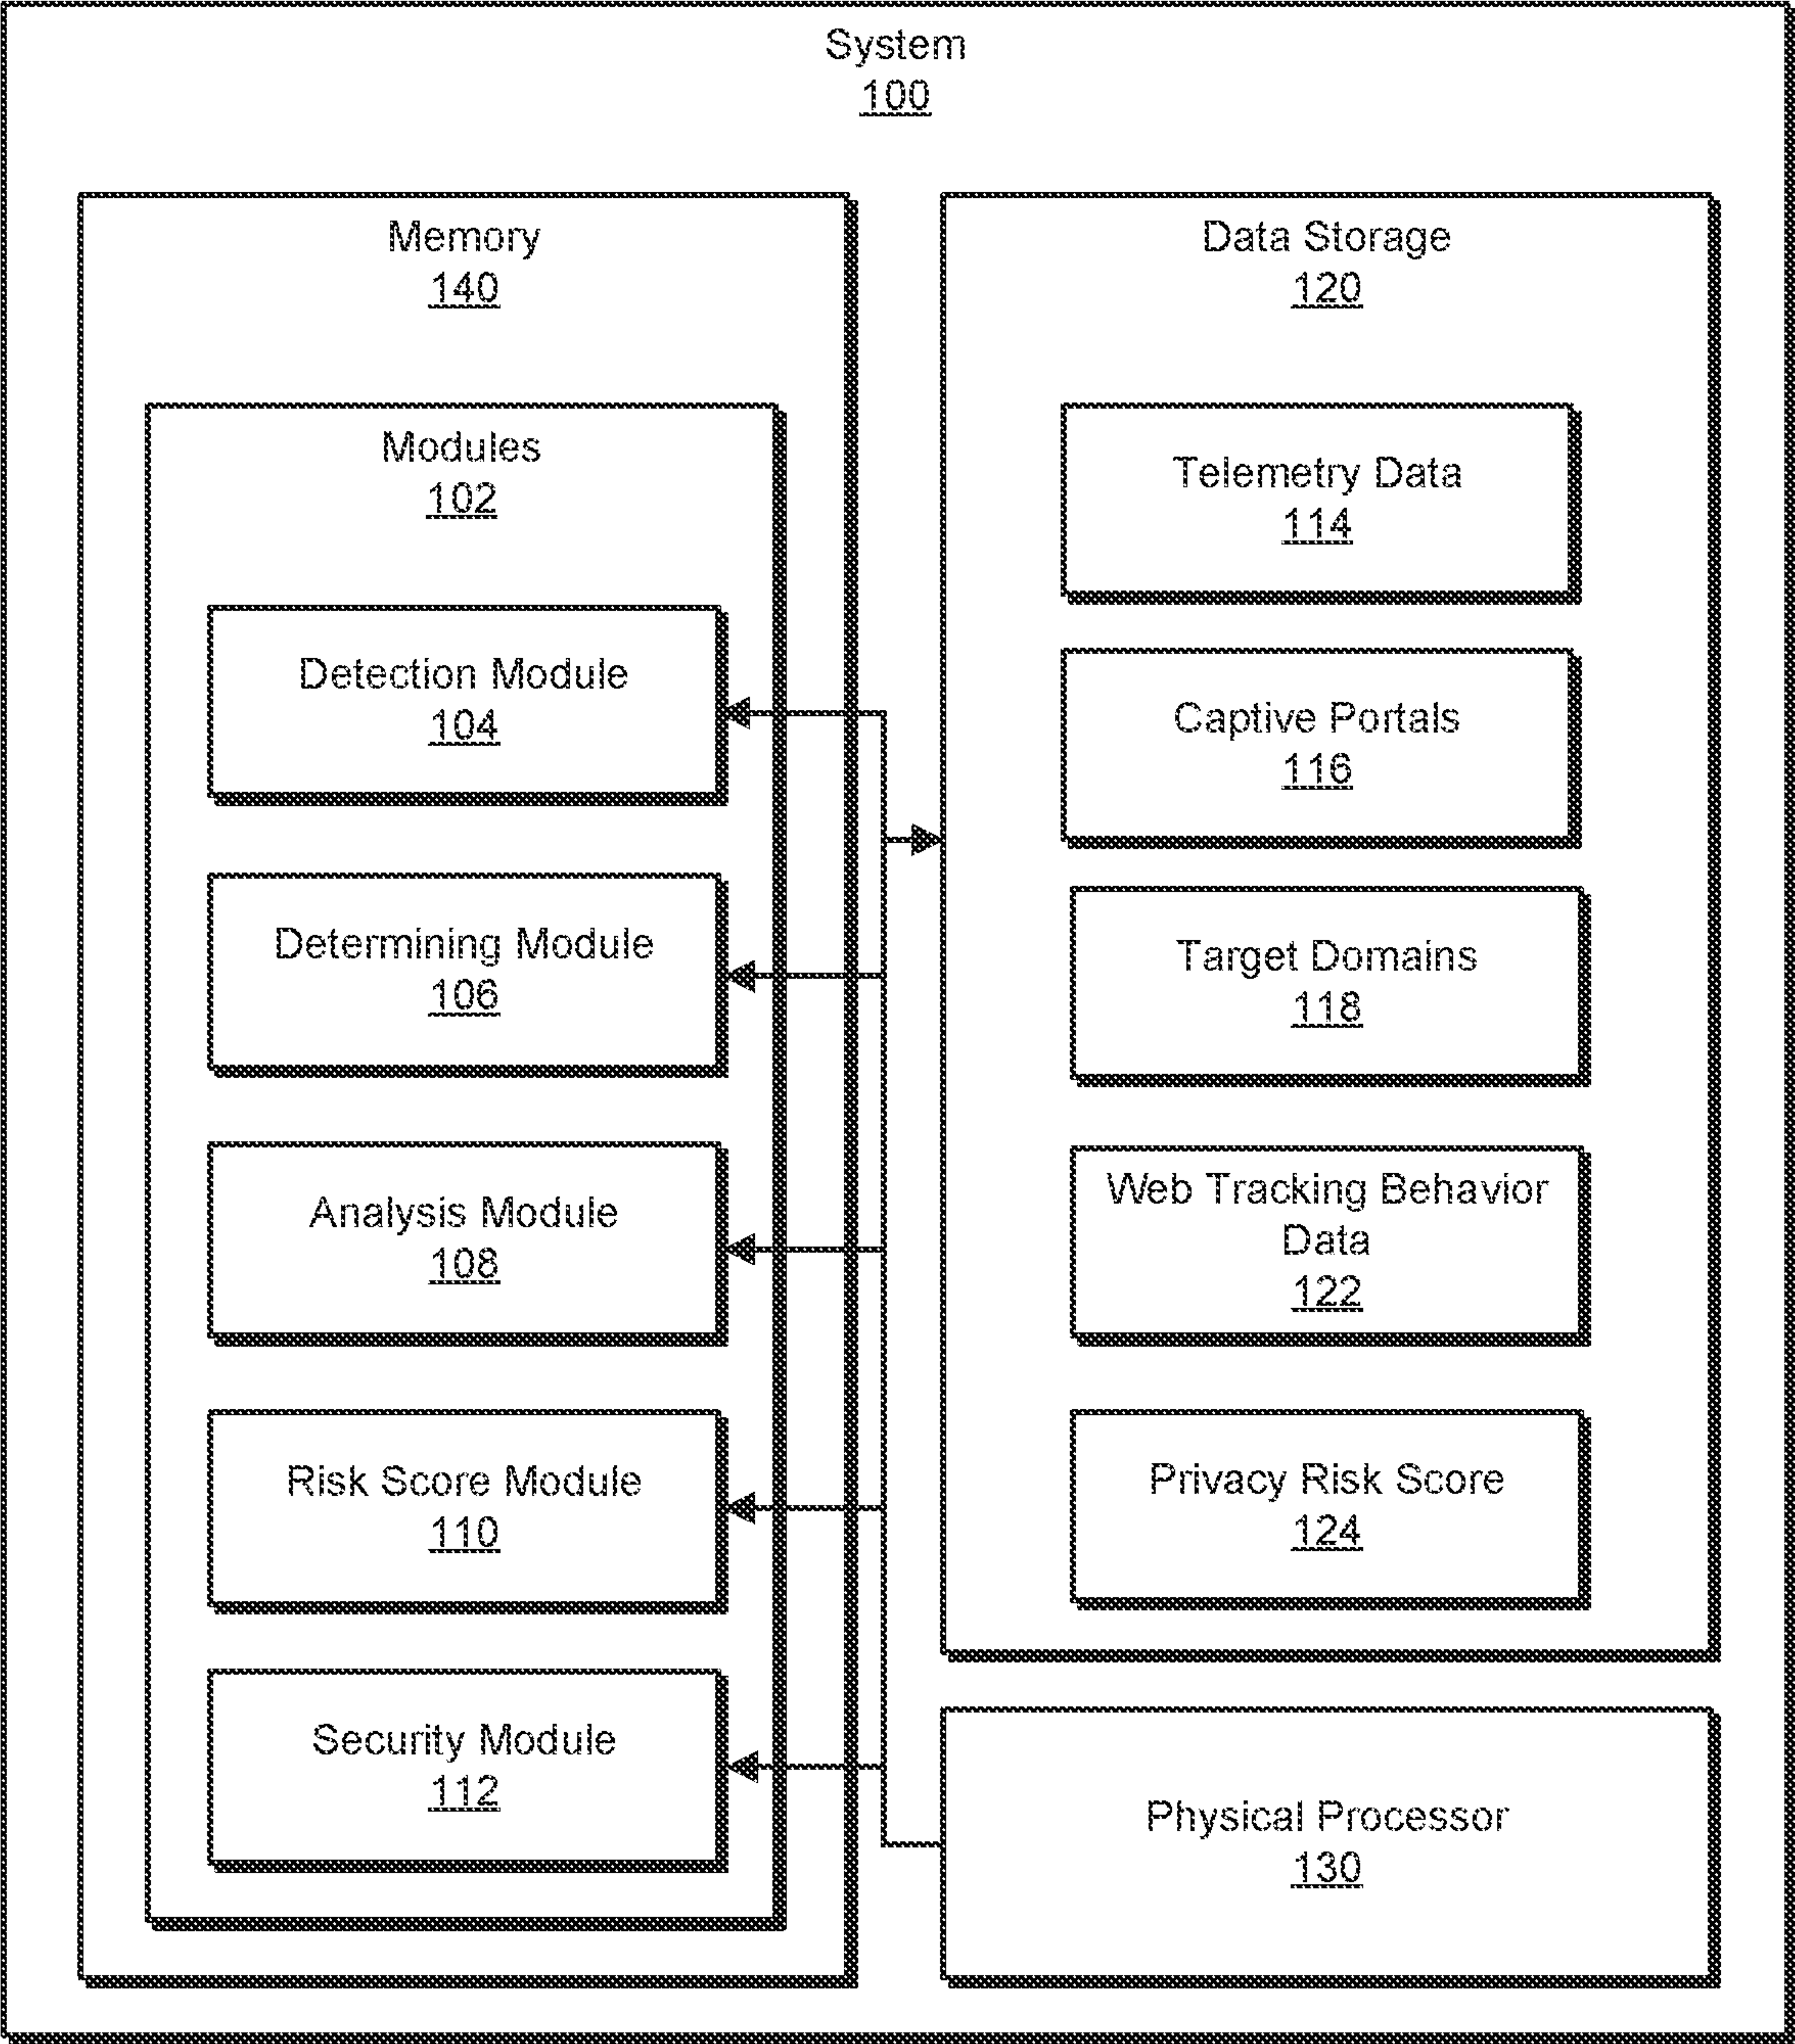 System
100
Memory
140
Modules
102
Detection Module
104
Determining Module
106
Analysis Module
108
Risk Score Module
110
Security Module
112
Data Storage
120
Telemetry Data
114
Captive Portals
116
Target Domains
118
Web Tracking Behavior
Data
122
Privacy Risk Score
124
Physical Processor
130